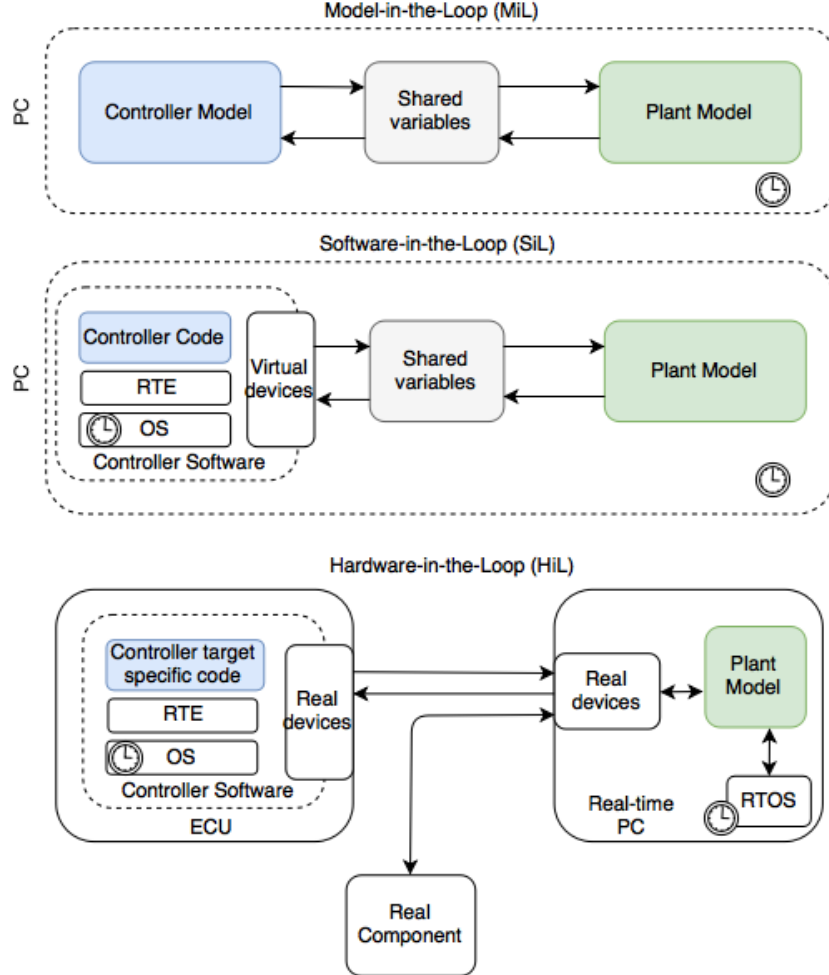 Model-in-the-Loop (MiL)
PC
Controller Model
Shared
variables
Plant Model
Software-in-the-Loop (SiL)
PC
Controller Code
RTE
OS
Controller Software
Virtual
devices
Shared
variables
Plant Model
Hardware-in-the-Loop (HiL)
Controller target
specific code
RTE
OS
Controller Software
ECU
Real
devices
Real
devices
Plant
Model
Real-time
PC
RTOS
Real
Component